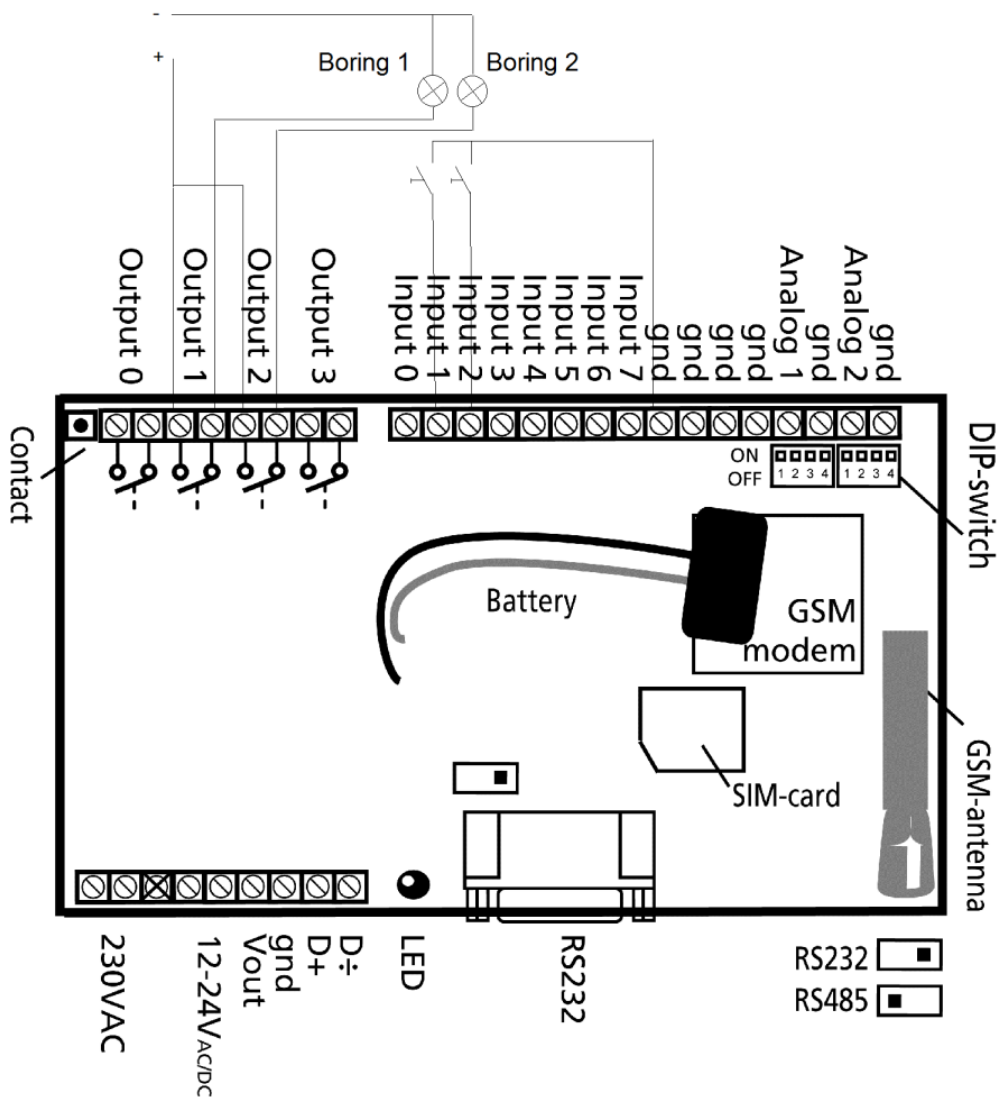 -
+
Boring 1
Boring 2
Output 0
Output 1
Output 2
Output 3
Input 0
Input 1
Input 2
Input 3
Input 4
Input 5
Input 6
Input 7
gnd
gnd
gnd
gnd
Analog 1
gnd
Analog 2
gnd
Contact
ON
OFF
1 2 3 4
1 2 3 4
DIP-switch
Battery
GSM
modem
SIM-card
GSM-antenna
230VAC
12-24VAC/DC
Vout
gnd
D+
D÷
LED
RS232
RS232
RS485